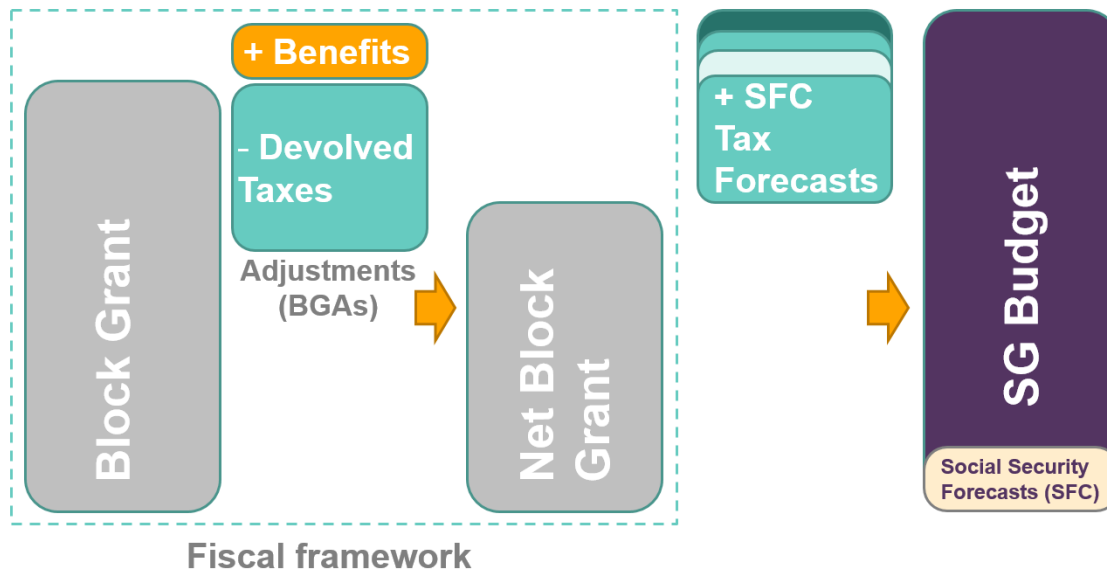 Block Grant
+ Benefits
- Devolved
Taxes
Adjustments
(BGAs)
Net Block
Grant
Fiscal framework
+ SFC
Tax
Forecasts
SG Budget
Social Security
Forecasts (SFC)